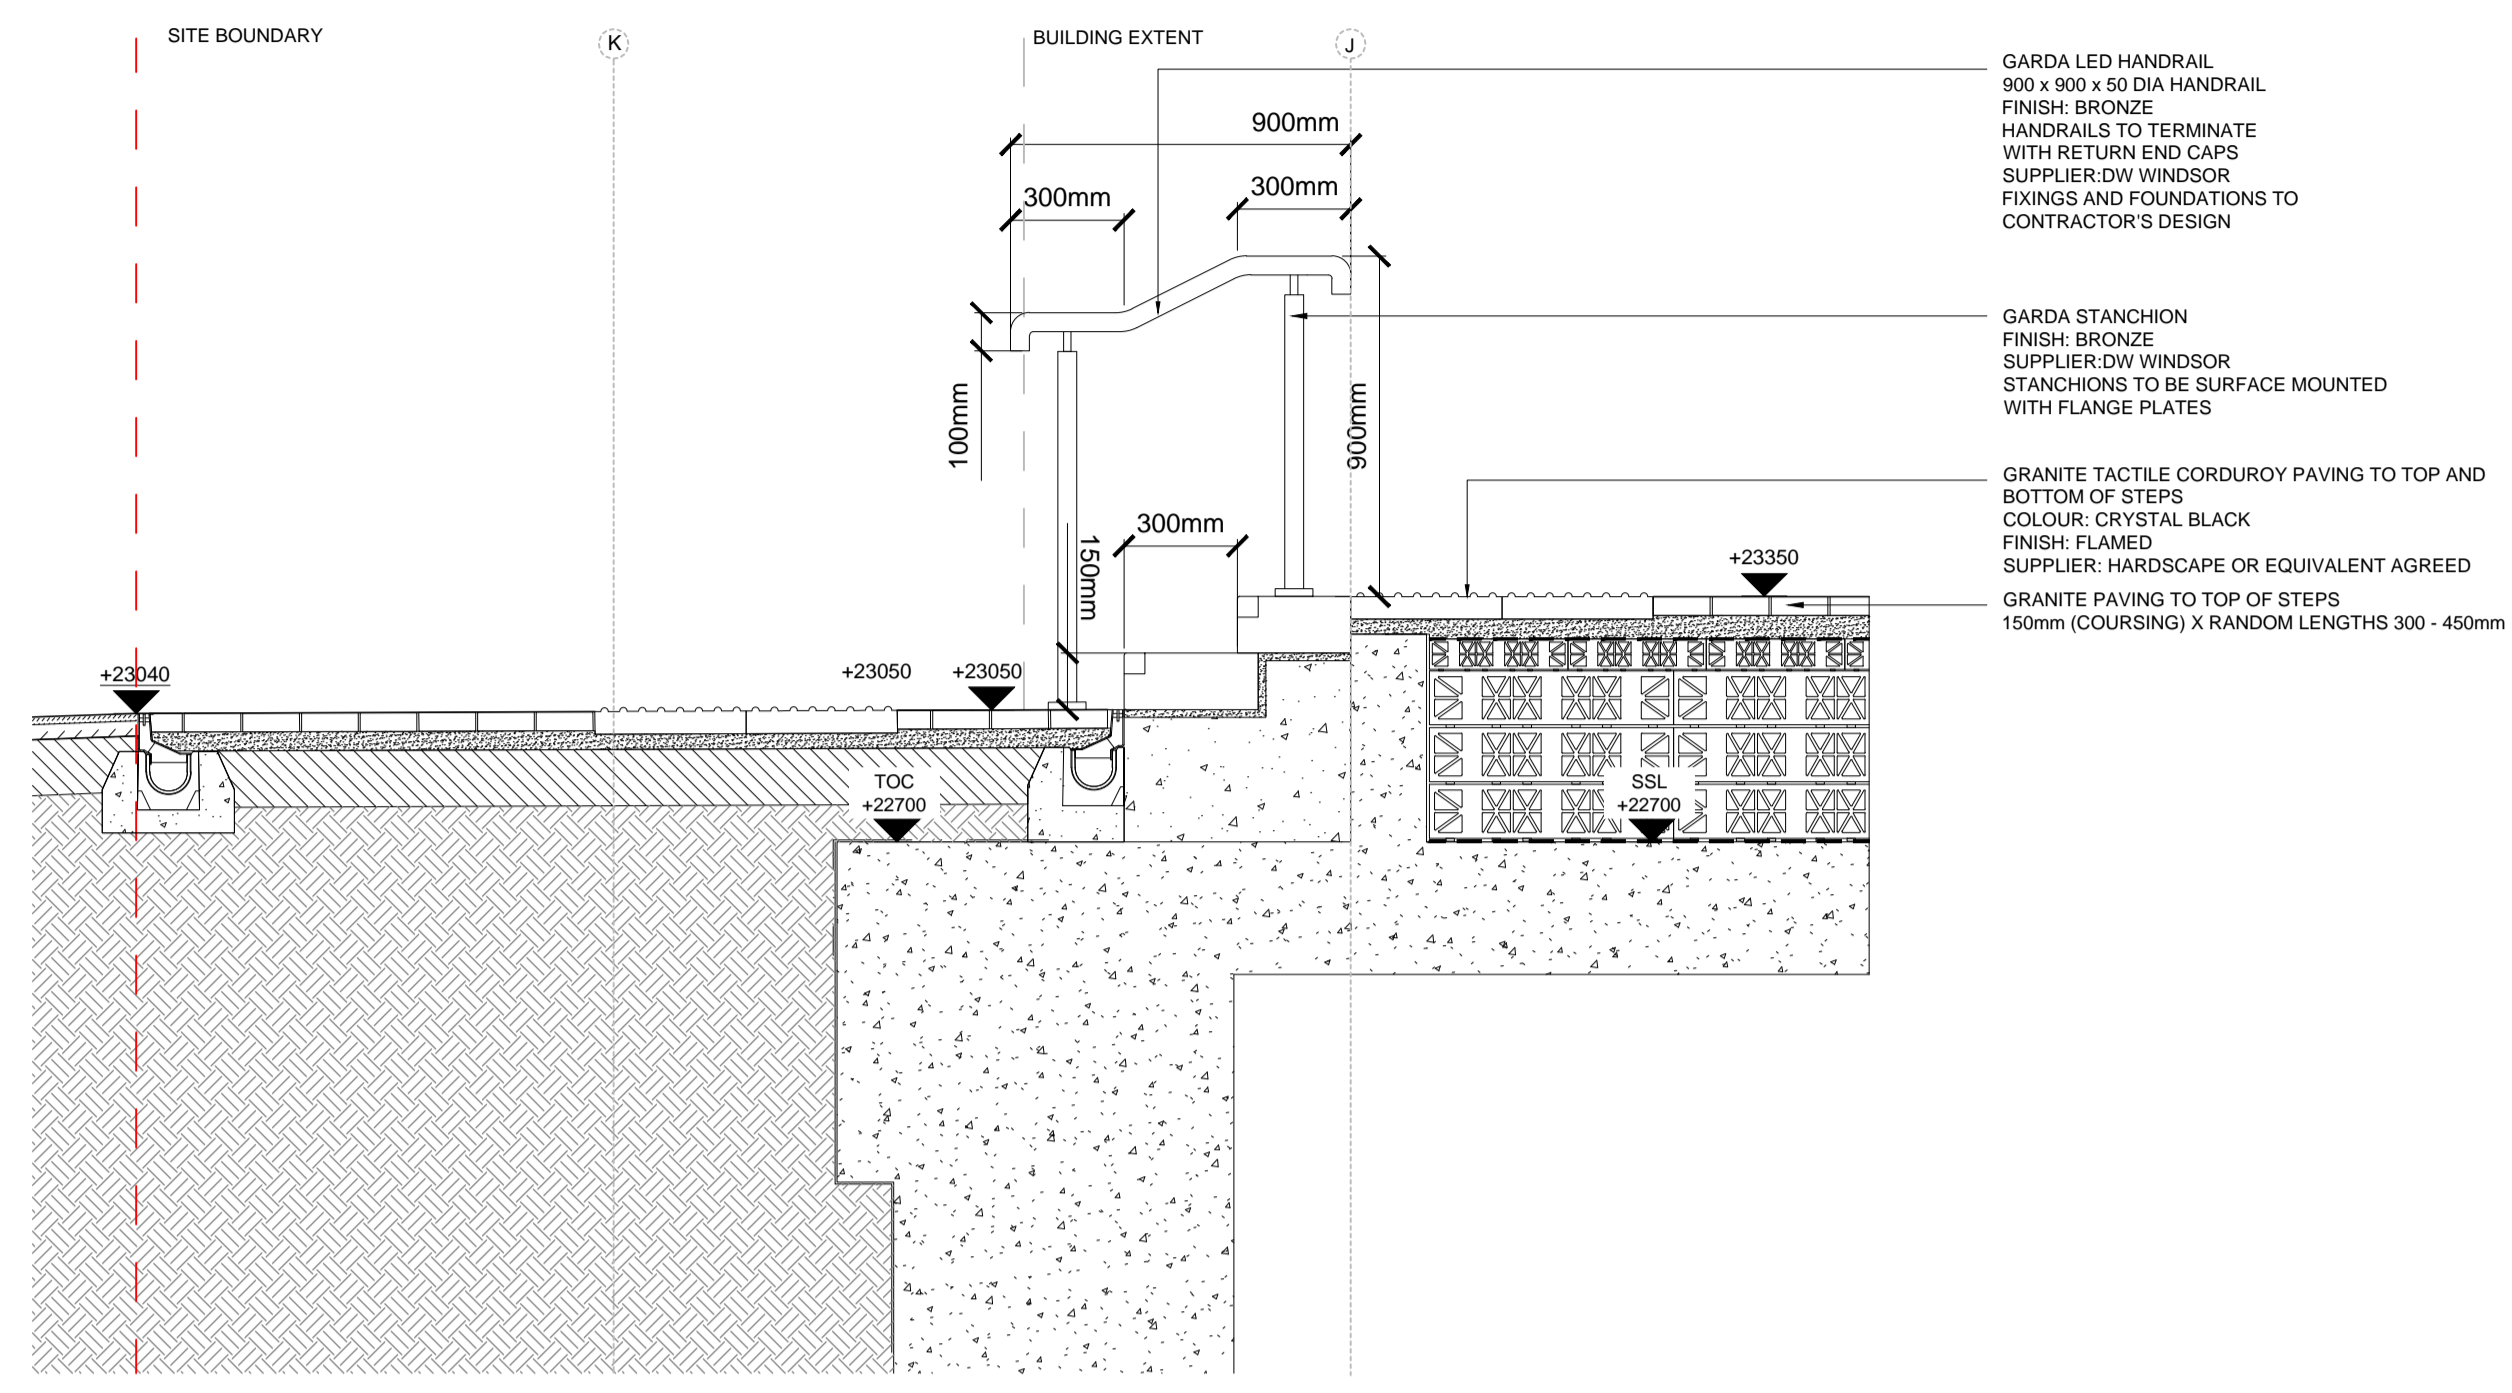 SITE BOUNDARY
K
BUILDING EXTENT
J
GARDA LED HANDRAIL
900 x 900 x 50 DIA HANDRAIL
FINISH: BRONZE
HANDRAILS TO TERMINATE
WITH RETURN END CAPS
SUPPLIER:DW WINDSOR
FIXINGS AND FOUNDATIONS TO
CONTRACTOR'S DESIGN
900mm
300mm
300mm
GARDA STANCHION
FINISH: BRONZE
SUPPLIER:DW WINDSOR
STANCHIONS TO BE SURFACE MOUNTED
WITH FLANGE PLATES
100mm
900mm
GRANITE TACTILE CORDUROY PAVING TO TOP AND
BOTTOM OF STEPS
COLOUR: CRYSTAL BLACK
FINISH: FLAMED
SUPPLIER: HARDSCAPE OR EQUIVALENT AGREED
300mm
150mm
+23350
GRANITE PAVING TO TOP OF STEPS
150mm (COURSING) X RANDOM LENGTHS 300 - 450mm
+23040
+23050
+23050
TOC
+22700
SSL
+22700